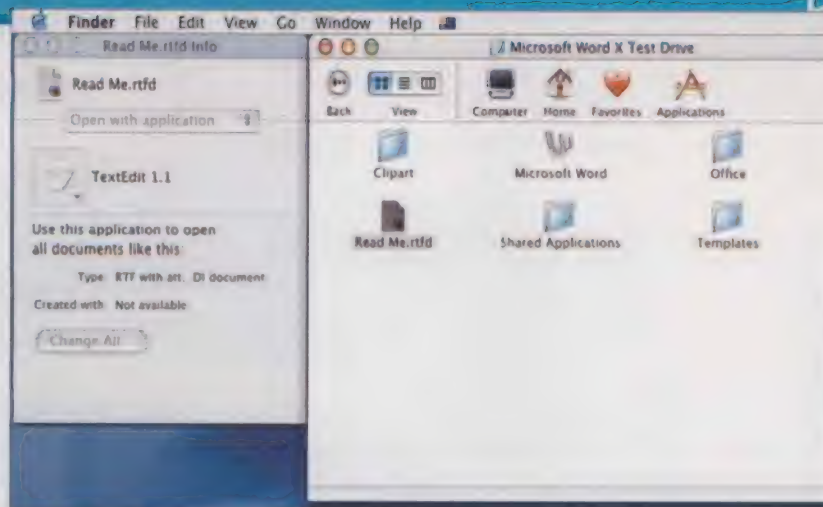 Finder File Edit View Go Window Help
Read Me.rtfd Info
Read Me.rtfd
Open with application
TextEdit 1.1
Use this application to open
all documents like this:
Type: RTF with att. DI document
Created with: Not available
Change All
Microsoft Word X Test Drive
Back View Computer Home Favorites Applications
Clipart Microsoft Word Office
Read Me.rtfd Shared Applications Templates